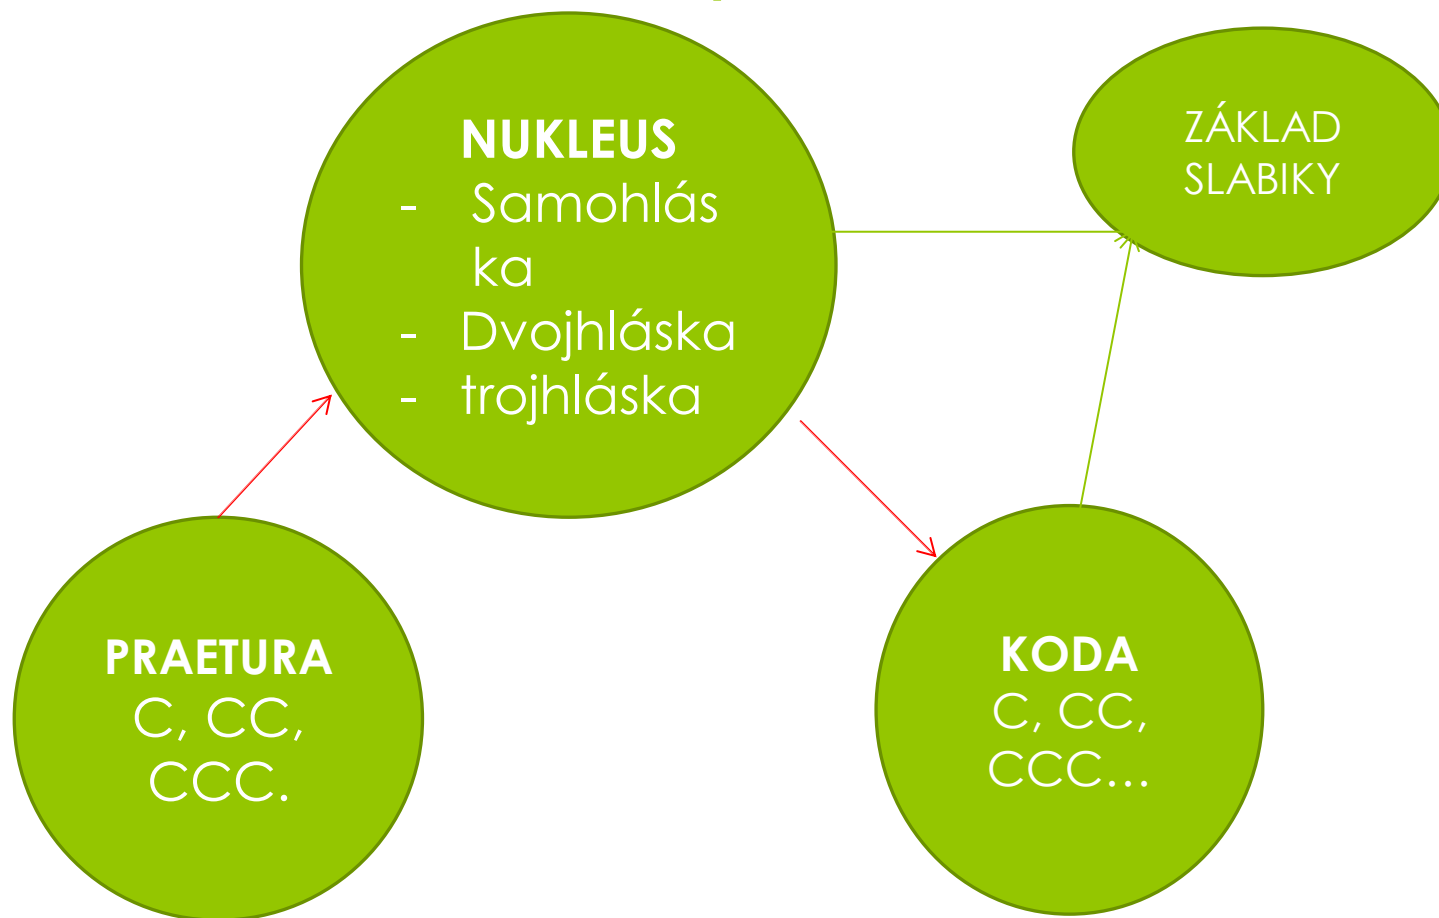 NUKLEUS
- Samohlás
ka
- Dvojhláska
- trojhláska
ZÁKLAD
SLABIKY
PRAETURA
C, CC,
CCC.
KODA
C, CC,
CCC...